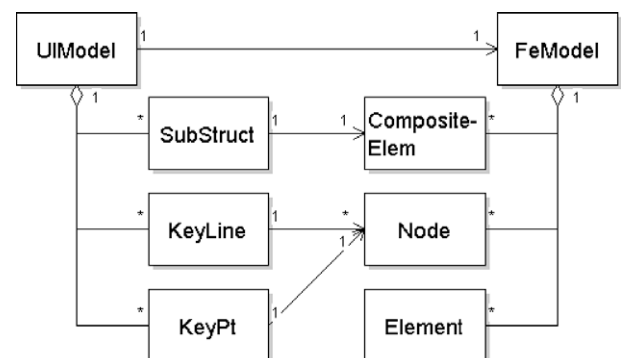 UIModel 1 1 FeModel
1 1
* SubStruct 1 1 Composite- *
Elem
* KeyLine 1 * Node *
1
* KeyPt 1 Element *